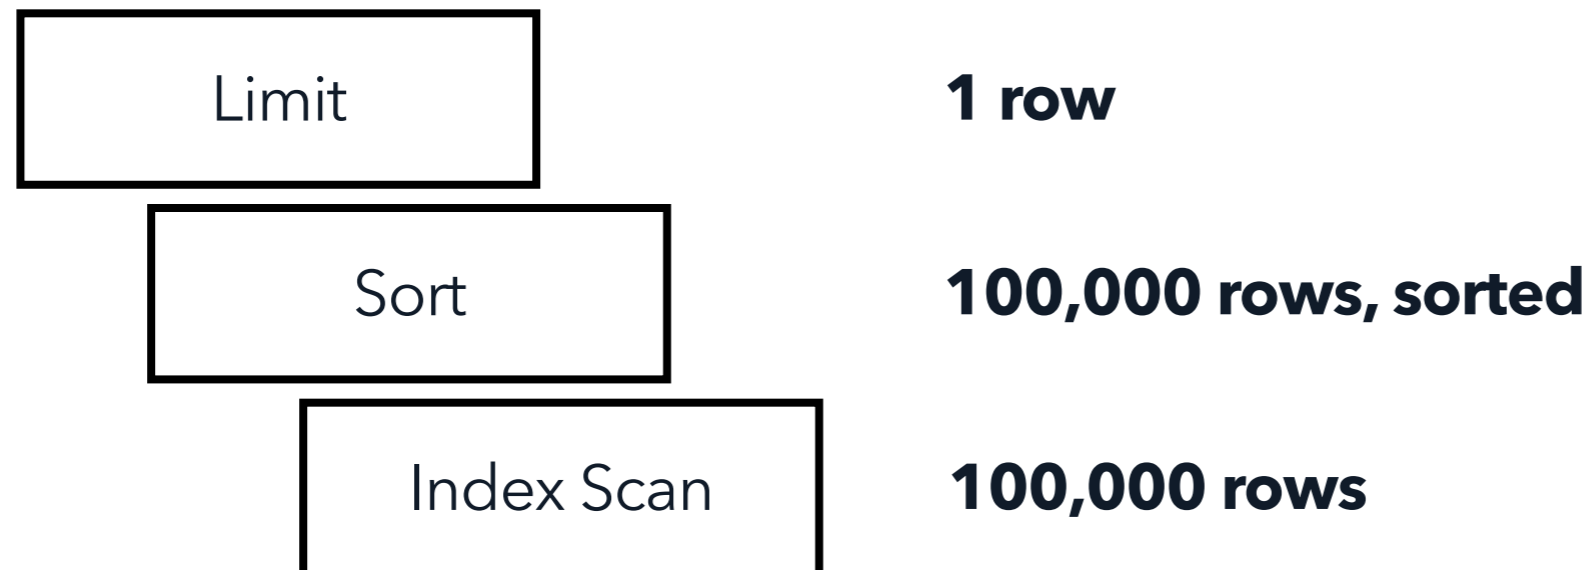 Limit
1 row
Sort
100,000 rows, sorted
Index Scan
100,000 rows